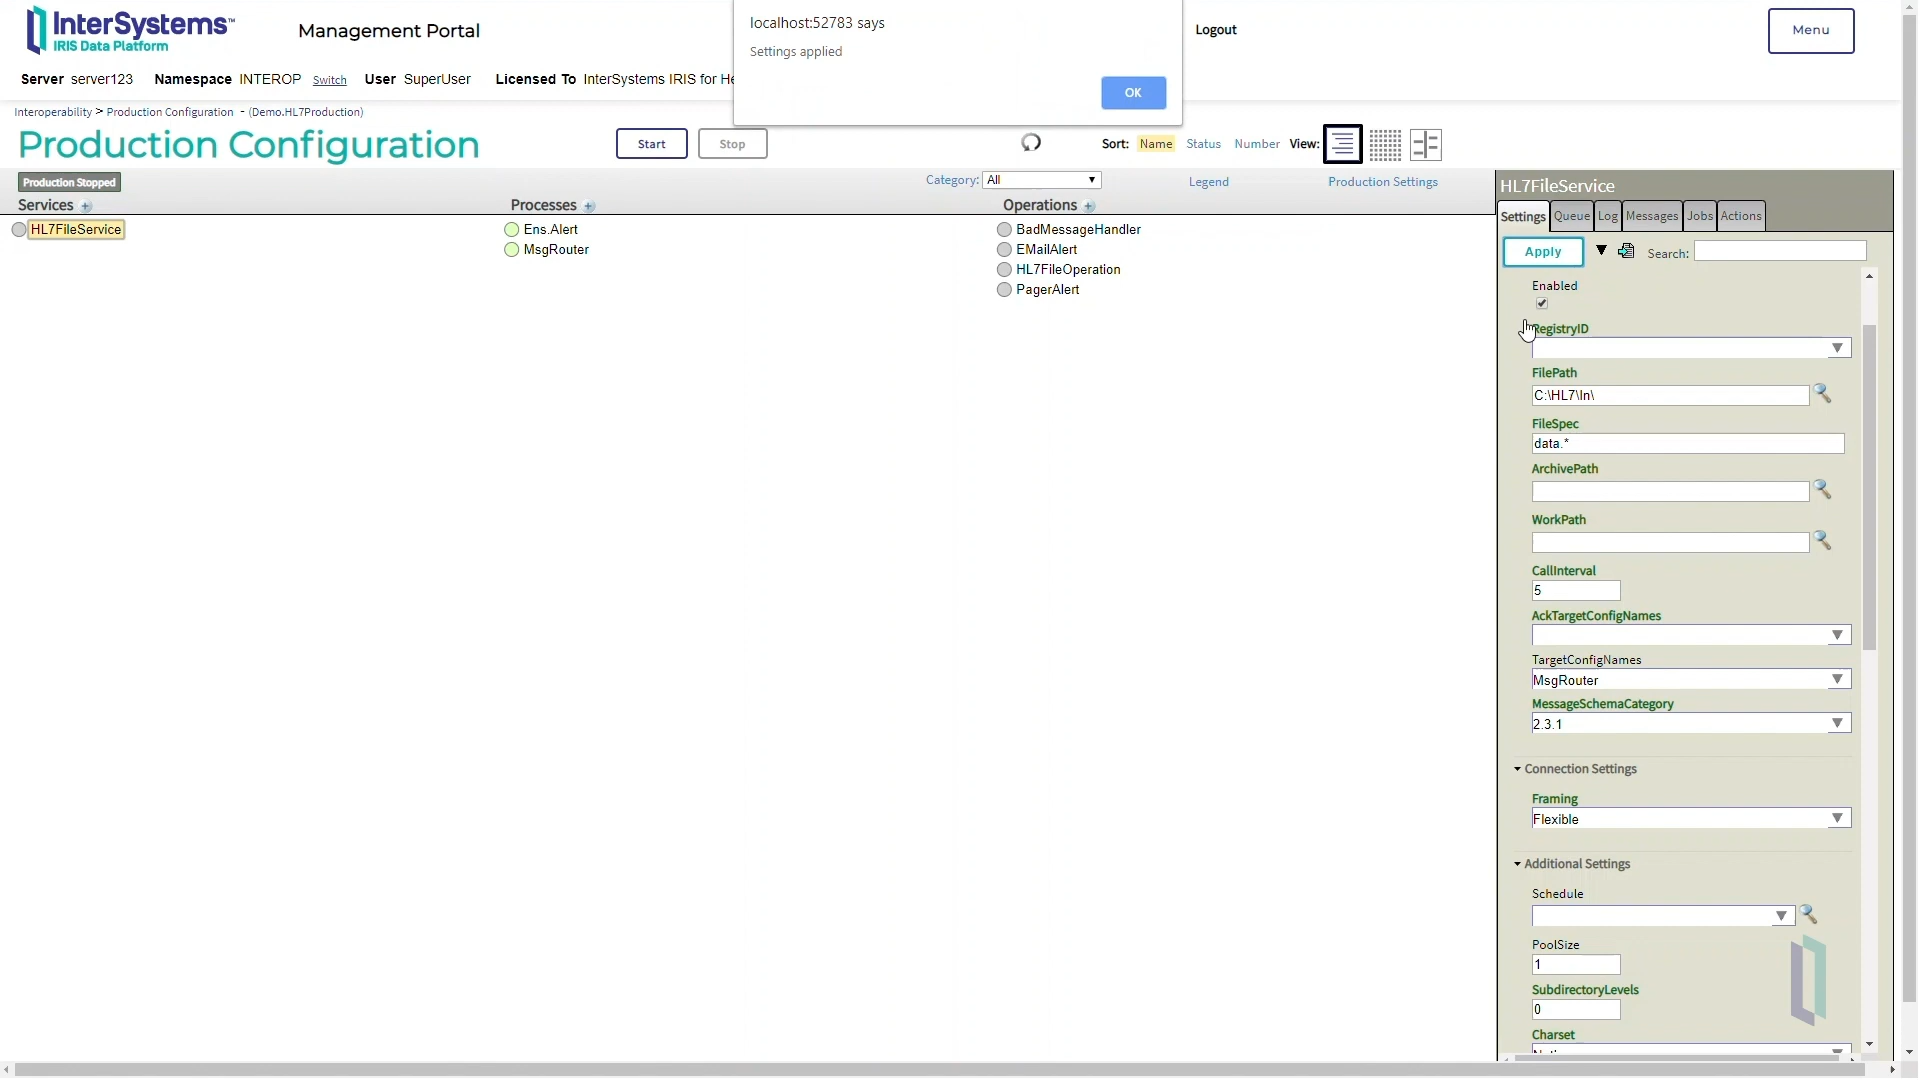 InterSystems™
IRIS Data Platform
Management Portal
localhost:52783 says
Settings applied
OK
Logout
Menu
Server server123 Namespace INTEROP Switch User SuperUser Licensed To InterSystems IRIS for
Interoperability > Production Configuration - (Demo.HL7Production)
Production Configuration
Start
Stop
Sort: Name Status Number View:
Production Stopped
Category: All
Legend
Production Settings
Services
Processes
Operations
HL7FileService
Ens.Alert
MsgRouter
BadMessageHandler
EMailAlert
HL7FileOperation
PagerAlert
HL7FileService
Settings Queue Log Messages Jobs Actions
Apply
Search:
Enabled
RegistryID
FilePath
C:\HL7\In\
FileSpec
data.*
ArchivePath
WorkPath
CallInterval
5
AckTargetConfigNames
TargetConfigNames
MsgRouter
MessageSchemaCategory
2.3.1
Connection Settings
Framing
Flexible
Additional Settings
Schedule
PoolSize
1
SubdirectoryLevels
0
Charset